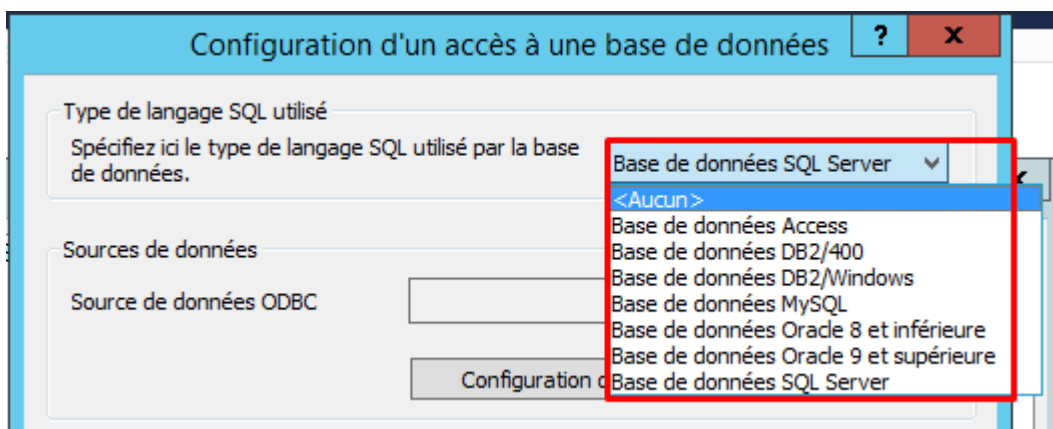 Configuration d'un accès à une base de données
?
x
Type de langage SQL utilisé
Spécifiez ici le type de langage SQL utilisé par la base
de données.
Base de données SQL Server
<Aucun>
Base de données Access
Base de données DB2/400
Base de données DB2/Windows
Base de données MySQL
Base de données Oracle 8 et inférieure
Base de données Oracle 9 et supérieure
Base de données SQL Server
Sources de données
Source de données ODBC
Configuration